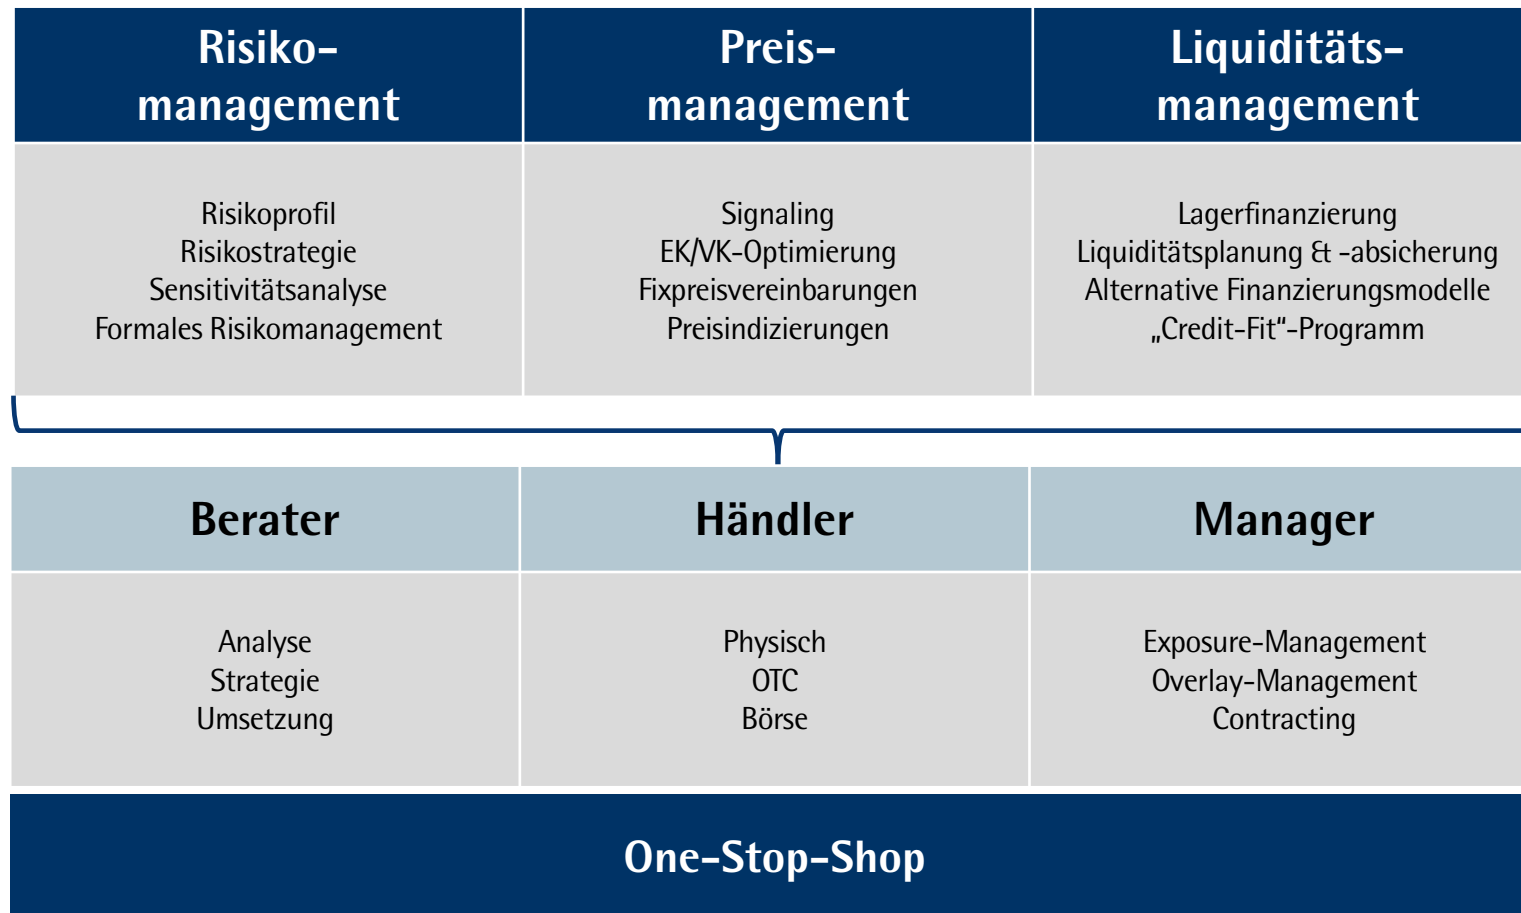 Risiko-
management
Preis-
management
Liquiditäts-
management
Risikoprofil
Risikostrategie
Sensitivitätsanalyse
Formales Risikomanagement
Signaling
EK/VK-Optimierung
Fixpreisvereinbarungen
Preisindizierungen
Lagerfinanzierung
Liquiditätsplanung & -absicherung
Alternative Finanzierungsmodelle
„Credit-Fit“-Programm
Berater
Händler
Manager
Analyse
Strategie
Umsetzung
Physisch
OTC
Börse
Exposure-Management
Overlay-Management
Contracting
One-Stop-Shop